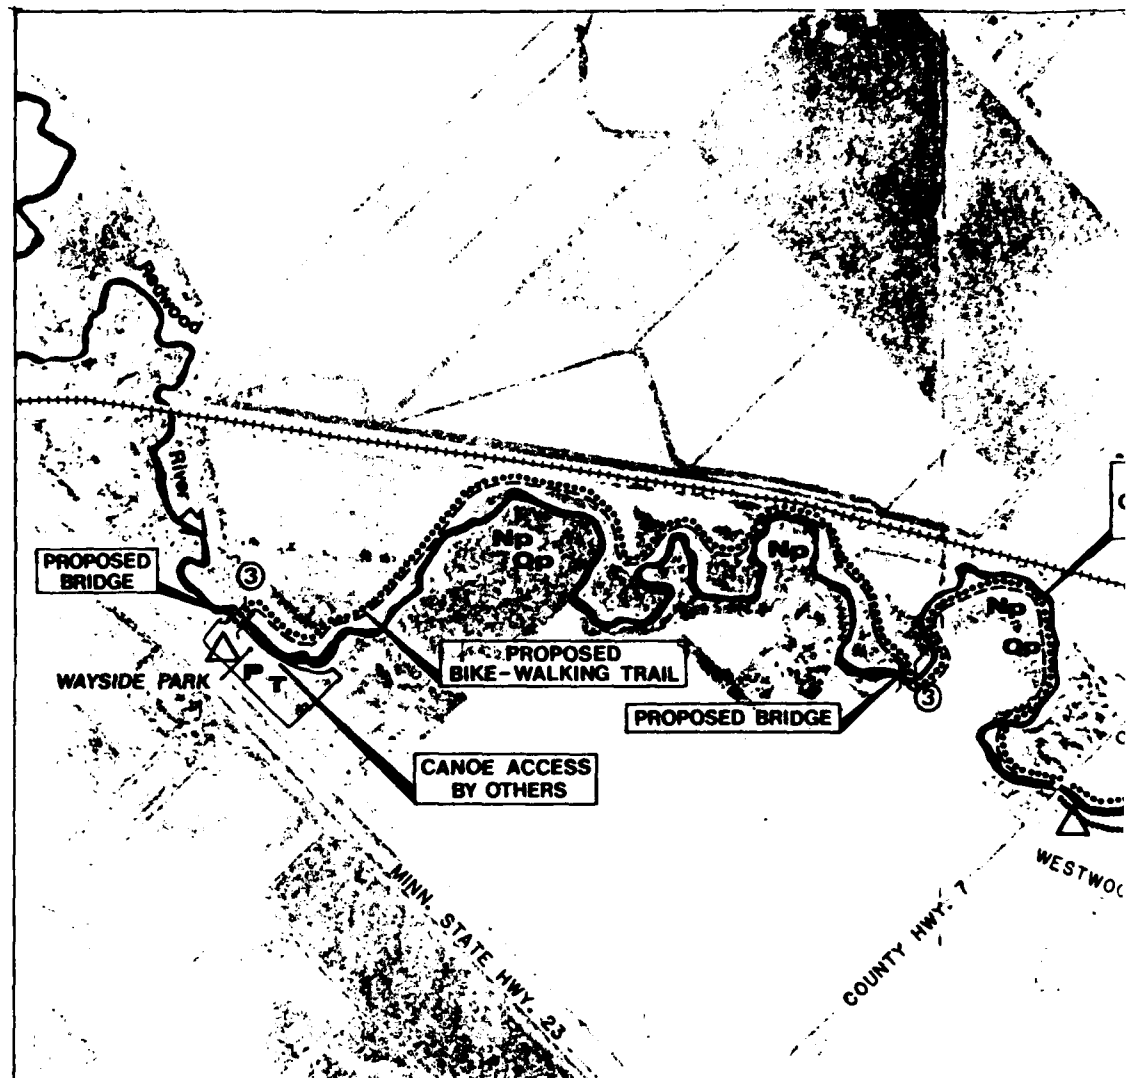 Redwood
River
PROPOSED
BRIDGE
3
Np
Op
Np
Np
Op
WAYSIDE PARK
P T
PROPOSED
BIKE-WALKING TRAIL
PROPOSED BRIDGE
3
CANOE ACCESS
BY OTHERS
MINN. STATE HWY. 23
COUNTY HWY. 7
WESTWOO